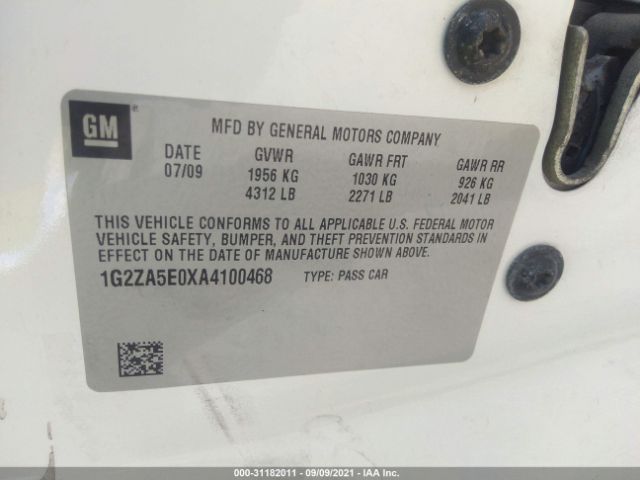 GM
®
MFD BY GENERAL MOTORS COMPANY
DATE GVWR GAWR FRT GAWR RR
07/09 1956 KG 1030 KG 926 KG
4312 LB 2271 LB 2041 LB
THIS VEHICLE CONFORMS TO ALL APPLICABLE U.S. FEDERAL MOTOR
VEHICLE SAFETY, BUMPER, AND THEFT PREVENTION STANDARDS IN
EFFECT ON THE DATE OF MANUFACTURE SHOWN ABOVE.
1G2ZA5E0XA4100468 TYPE: PASS CAR
000-31182011 - 09/09/2021 - IAA Inc.